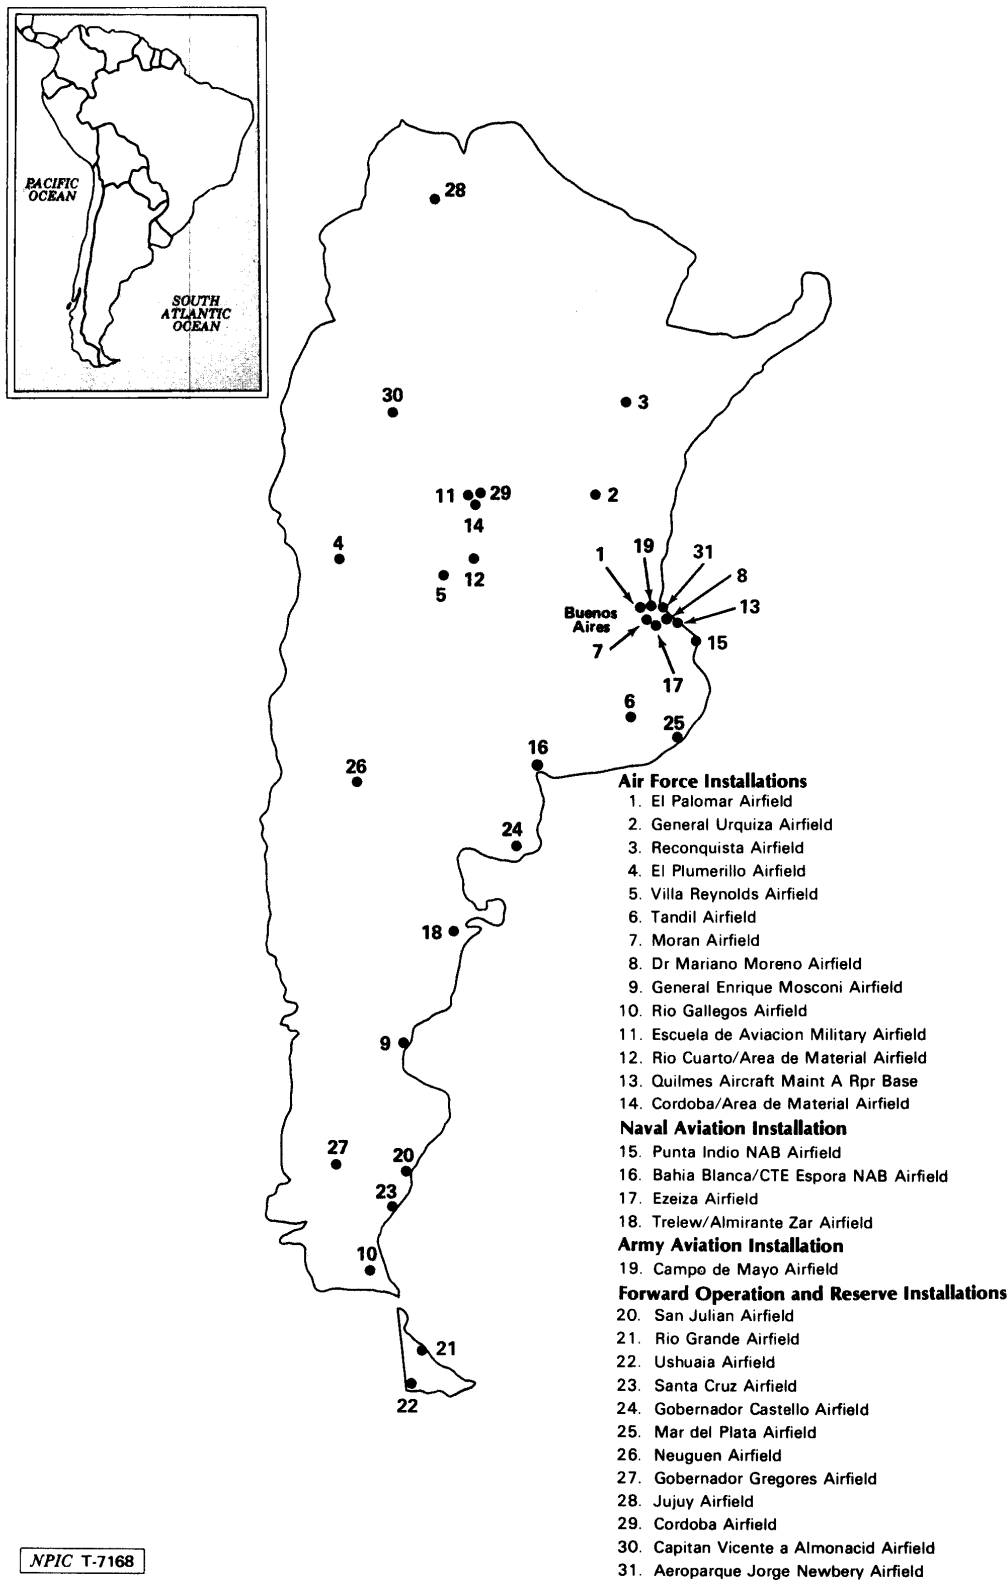 PACIFIC
OCEAN
SOUTH
ATLANTIC
OCEAN
28
30
3
11
29
2
14
4
12
5
1
19
31
8
13
Buenos
Aires
7
17
15
6
25
16
26
24
18
9
27
20
23
10
21
22
Air Force Installations
1. El Palomar Airfield
2. General Urquiza Airfield
3. Reconquista Airfield
4. El Plumerillo Airfield
5. Villa Reynolds Airfield
6. Tandil Airfield
7. Moran Airfield
8. Dr Mariano Moreno Airfield
9. General Enrique Mosconi Airfield
10. Rio Gallegos Airfield
11. Escuela de Aviacion Military Airfield
12. Rio Cuarto/Area de Material Airfield
13. Quilmes Aircraft Maint A Rpr Base
14. Cordoba/Area de Material Airfield
Naval Aviation Installation
15. Punta Indio NAB Airfield
16. Bahia Blanca/CTE Espora NAB Airfield
17. Ezeiza Airfield
18. Trelew/Almirante Zar Airfield
Army Aviation Installation
19. Campo de Mayo Airfield
Forward Operation and Reserve Installations
20. San Julian Airfield
21. Rio Grande Airfield
22. Ushuaia Airfield
23. Santa Cruz Airfield
24. Gobernador Castello Airfield
25. Mar del Plata Airfield
26. Neuguen Airfield
27. Gobernador Gregores Airfield
28. Jujuy Airfield
29. Cordoba Airfield
30. Capitan Vicente a Almonacid Airfield
31. Aeroparque Jorge Newbery Airfield
NPIC T-7168